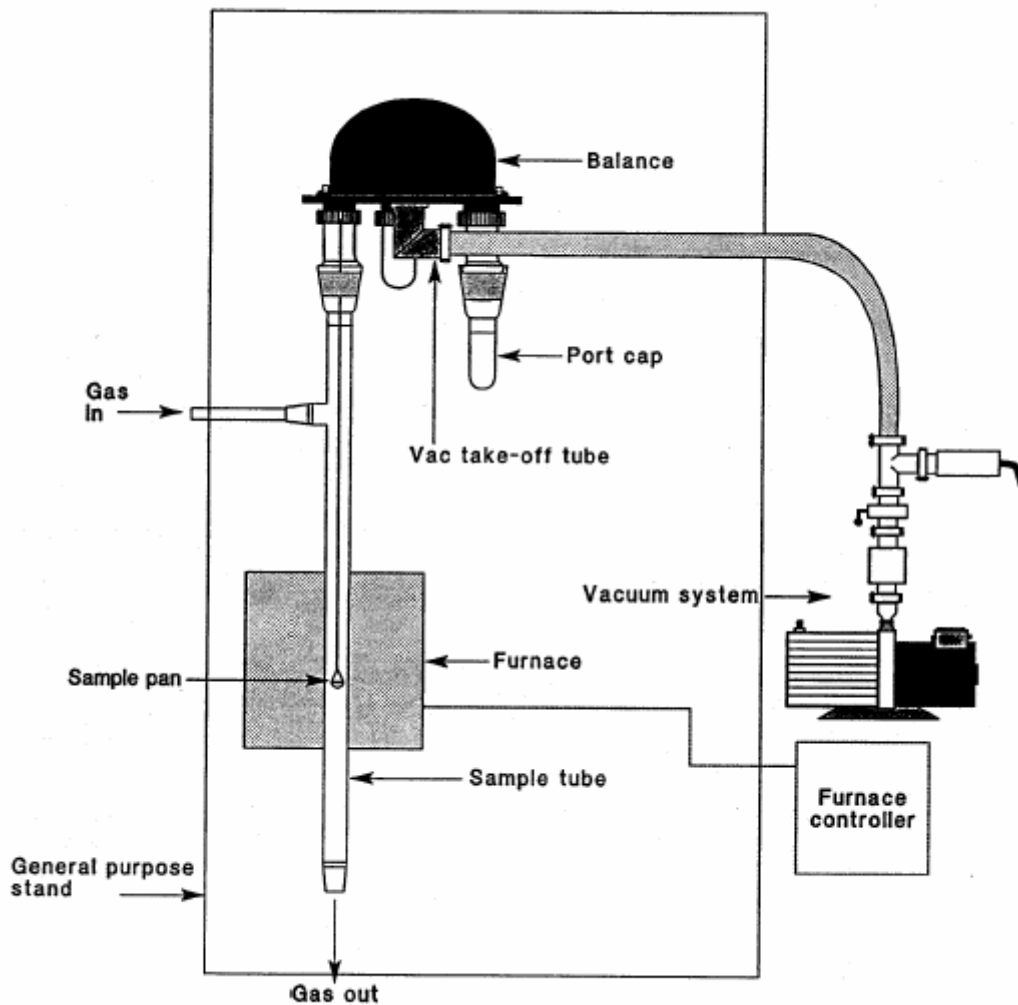 Balance
Port cap
Gas
In
Vac take-off tube
Vacuum system
Furnace
Sample pan
Sample tube
Furnace
controller
General purpose
stand
Gas out